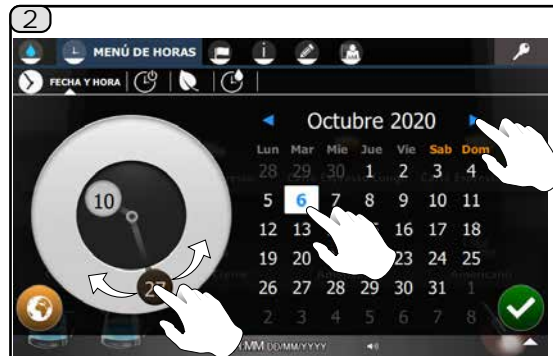 2
MENÚ DE HORAS
FECHA Y HORA
Octubre 2020
Lun Mar Mie Jue Vie Sab Dom
28 29 30 1 2 3 4
5 6 7 8 9 10 11
12 13 16 17 18
19 20 23 24 25
26 27 28 29 30 31 1
2 3 4 5 6 7 8
10
27
:MM DD/MM/YYYY